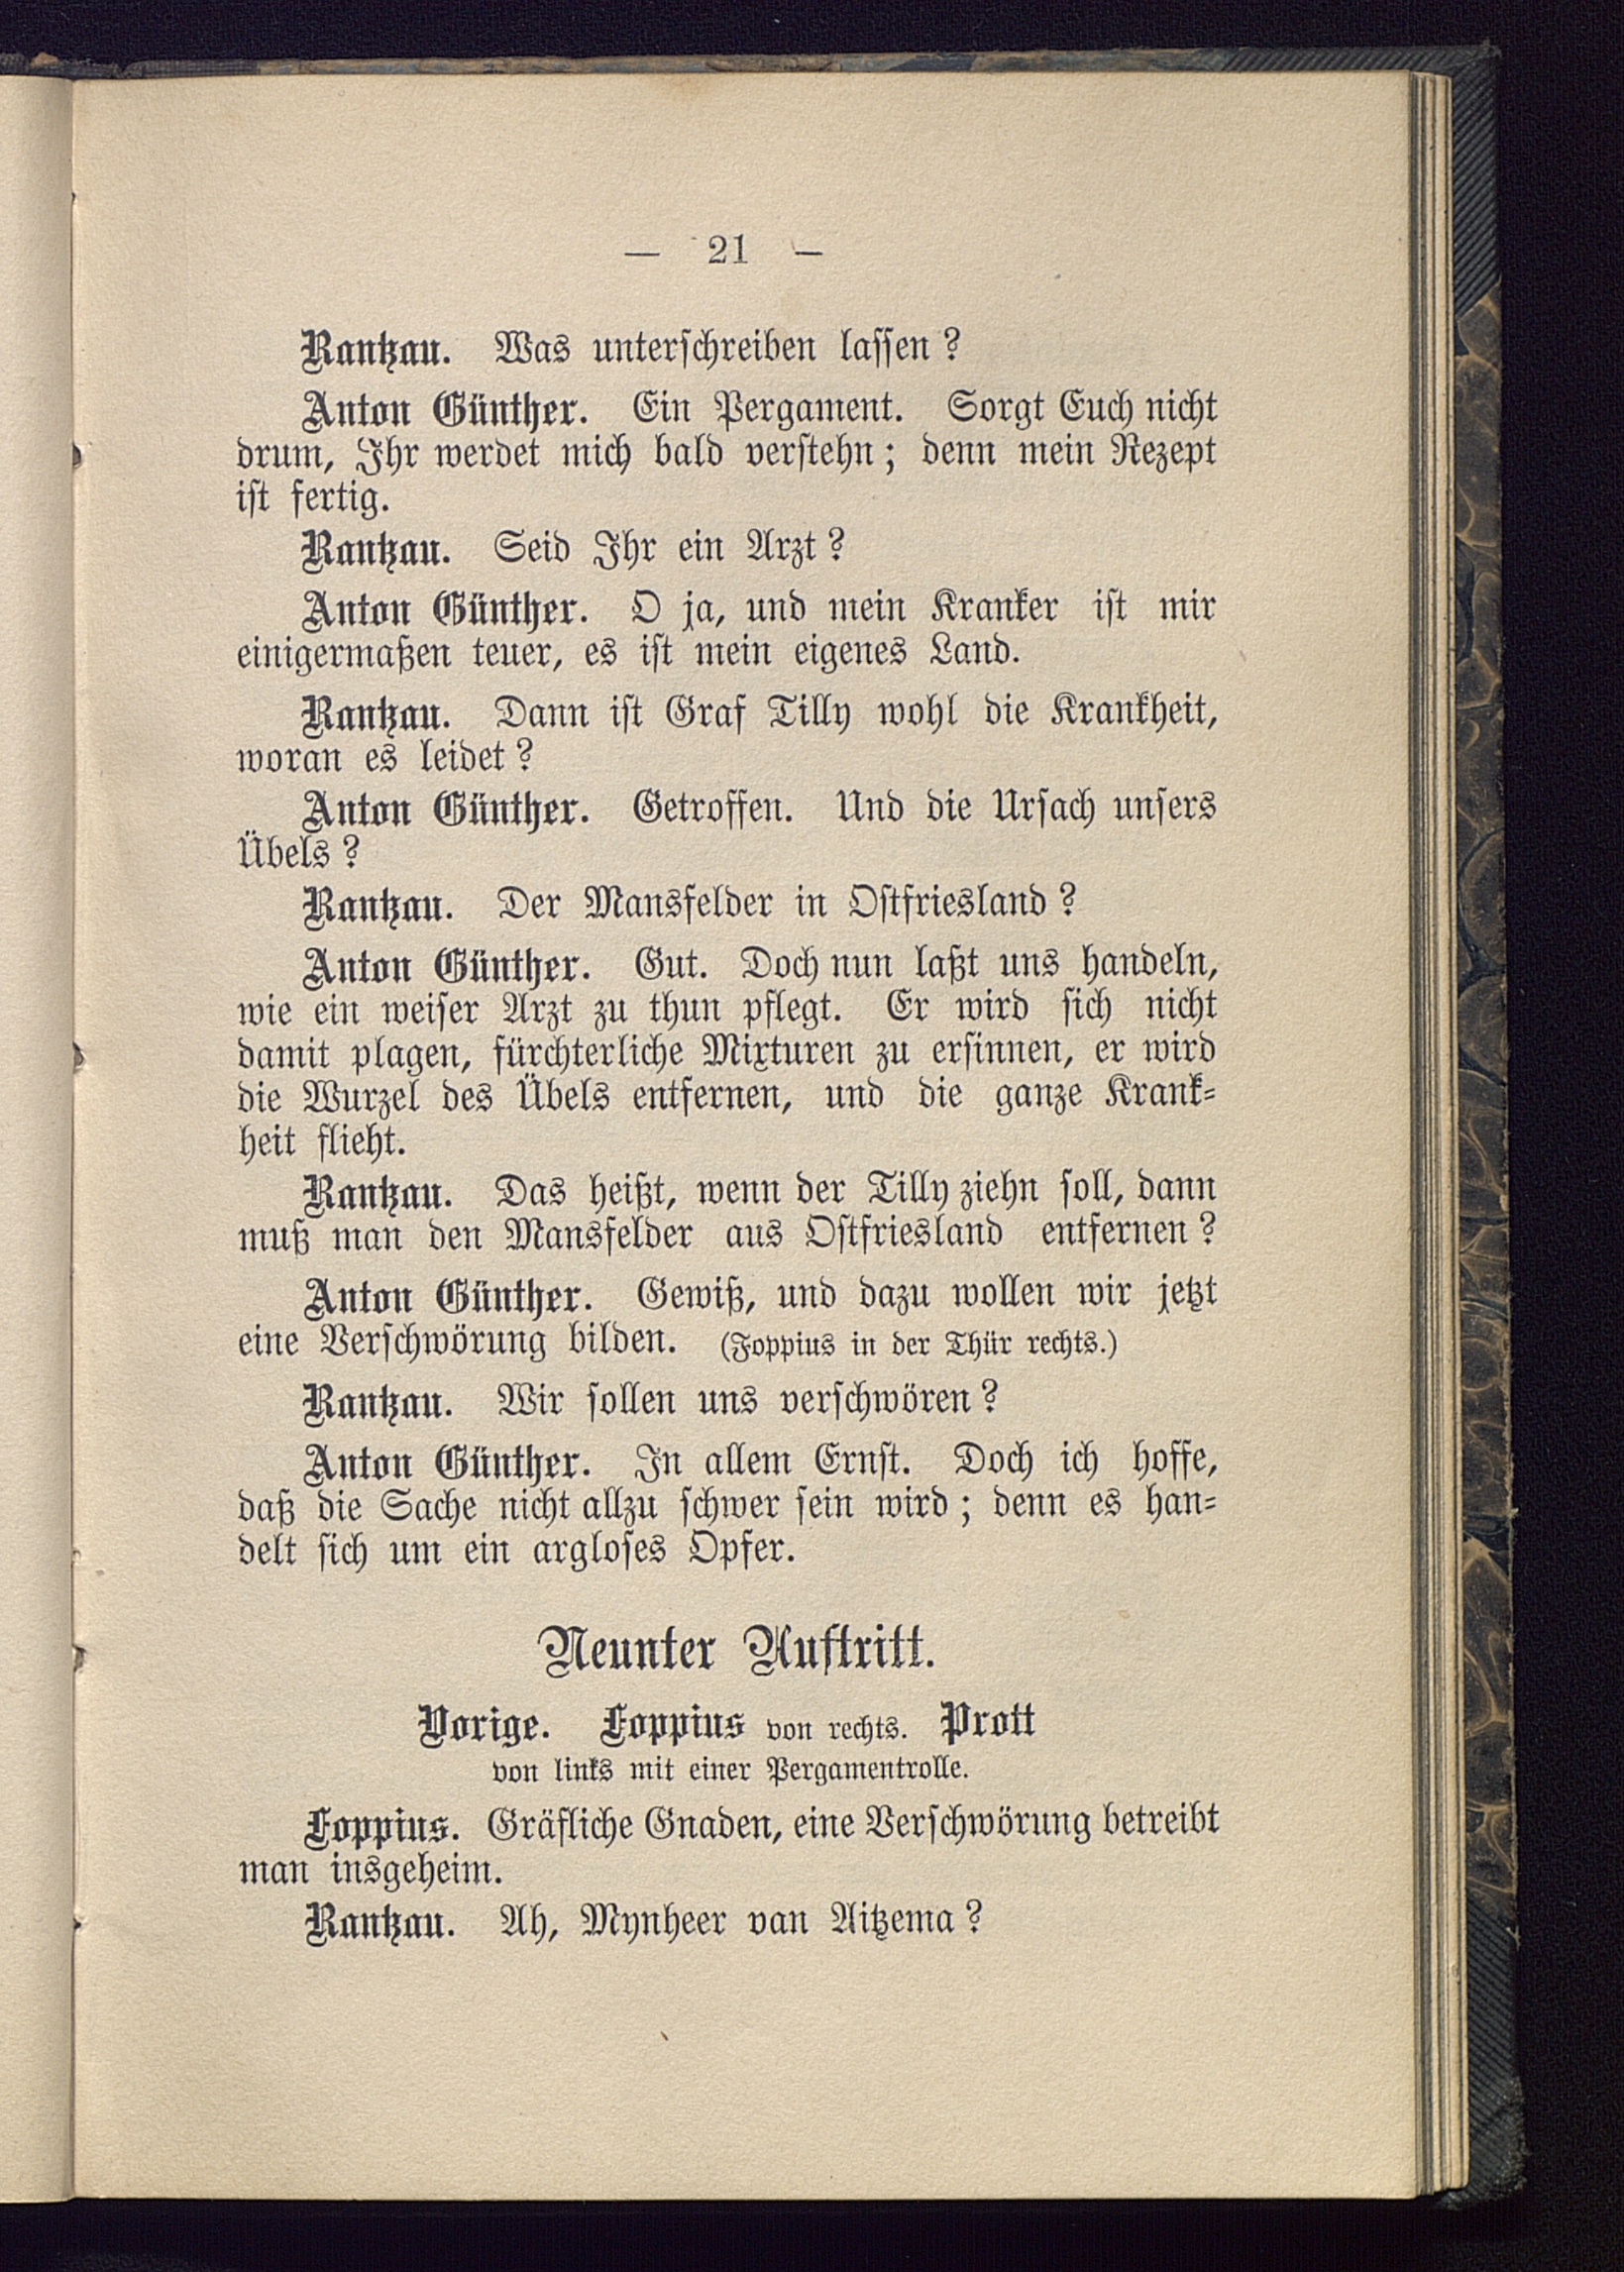 — 21 —
Rantzau. Was unterschreiben lassen?
Anton Günther. Ein Pergament. Sorgt Euch nicht
drum, Ihr werdet mich bald verstehn; denn mein Rezept
ist fertig.
Rantzau. Seid Ihr ein Arzt?
Anton Günther. O ja, und mein Kranker ist mir
einigermaßen teuer, es ist mein eigenes Land.
Rantzau. Dann ist Graf Tilly wohl die Krankheit,
woran es leidet?
Anton Günther. Getroffen. Und die Ursach unsers
Übels?
Rantzau. Der Mansfelder in Ostfriesland?
Anton Günther. Gut. Doch nun laßt uns handeln,
wie ein weiser Arzt zu thun pflegt. Er wird sich nicht
damit plagen, fürchterliche Mixturen zu ersinnen, er wird
die Wurzel des Übels entfernen, und die ganze Krank-
heit flieht.
Rantzau. Das heißt, wenn der Tilly ziehn soll, dann
muß man den Mansfelder aus Ostfriesland entfernen?
Anton Günther. Gewiß, und dazu wollen wir jetzt
eine Verschwörung bilden. (Foppius in der Thür rechts.)
Rantzau. Wir sollen uns verschwören?
Anton Günther. In allem Ernst. Doch ich hoffe,
daß die Sache nicht allzu schwer sein wird; denn es han-
delt sich um ein argloses Opfer.
Neunter Auftritt.
Vorige. Foppius von rechts. Prott
von links mit einer Pergamentrolle.
Foppius. Gräfliche Gnaden, eine Verschwörung betreibt
man insgeheim.
Rantzau. Ah, Mynheer van Aitzema?